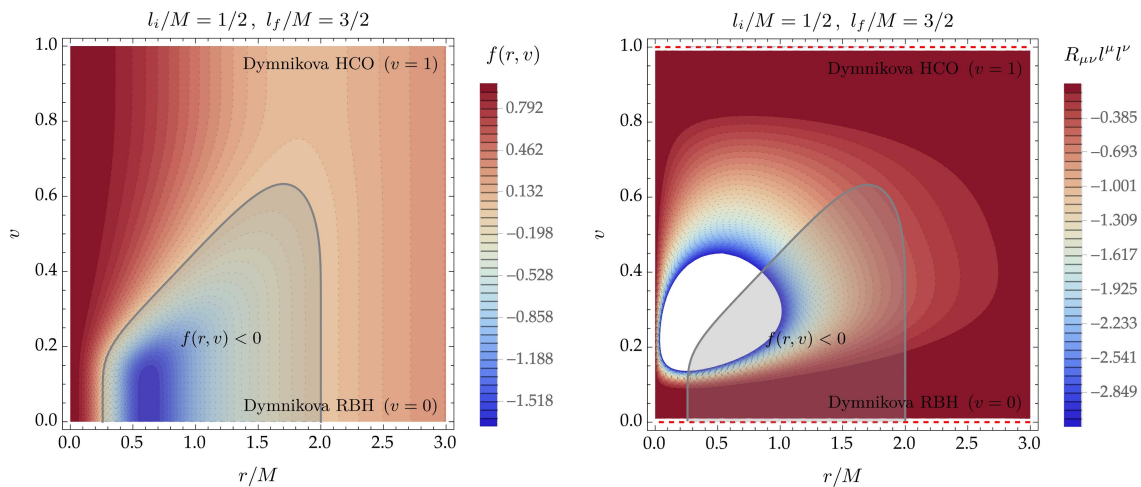 l_i/M = 1/2 , l_f/M = 3/2
1.0
0.8
0.6
0.4
0.2
0.0
v
Dymnikova HCO (v = 1)
f(r, v) < 0
Dymnikova RBH (v = 0)
0.0 0.5 1.0 1.5 2.0 2.5 3.0
r/M
f(r, v)
0.792
0.462
0.132
−0.198
−0.528
−0.858
−1.188
−1.518
l_i/M = 1/2 , l_f/M = 3/2
1.0
0.8
0.6
0.4
0.2
0.0
v
Dymnikova HCO (v = 1)
f(r, v) < 0
Dymnikova RBH (v = 0)
0.0 0.5 1.0 1.5 2.0 2.5 3.0
r/M
R_{μν}l^μl^ν
−0.385
−0.693
−1.001
−1.309
−1.617
−1.925
−2.233
−2.541
−2.849